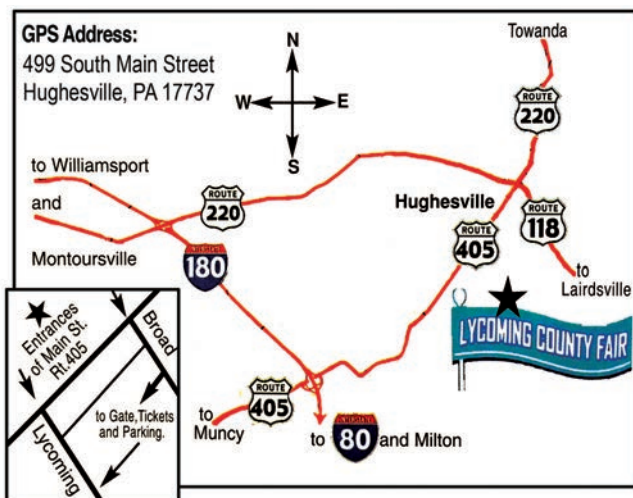 GPS Address:
499 South Main Street
Hughesville, PA 17737
N
W E
S
Towanda
ROUTE
220
to Williamsport
and
Montoursville
ROUTE
220
Hughesville
ROUTE
405
ROUTE
118
to
Lairdsville
INTERSTATE
180
LYCOMING COUNTY FAIR
Entrances
of Main St.
Rt.405
Broad
to Gate, Tickets
and Parking.
Lycoming
to
Muncy
ROUTE
405
to INTERSTATE 80 and Milton